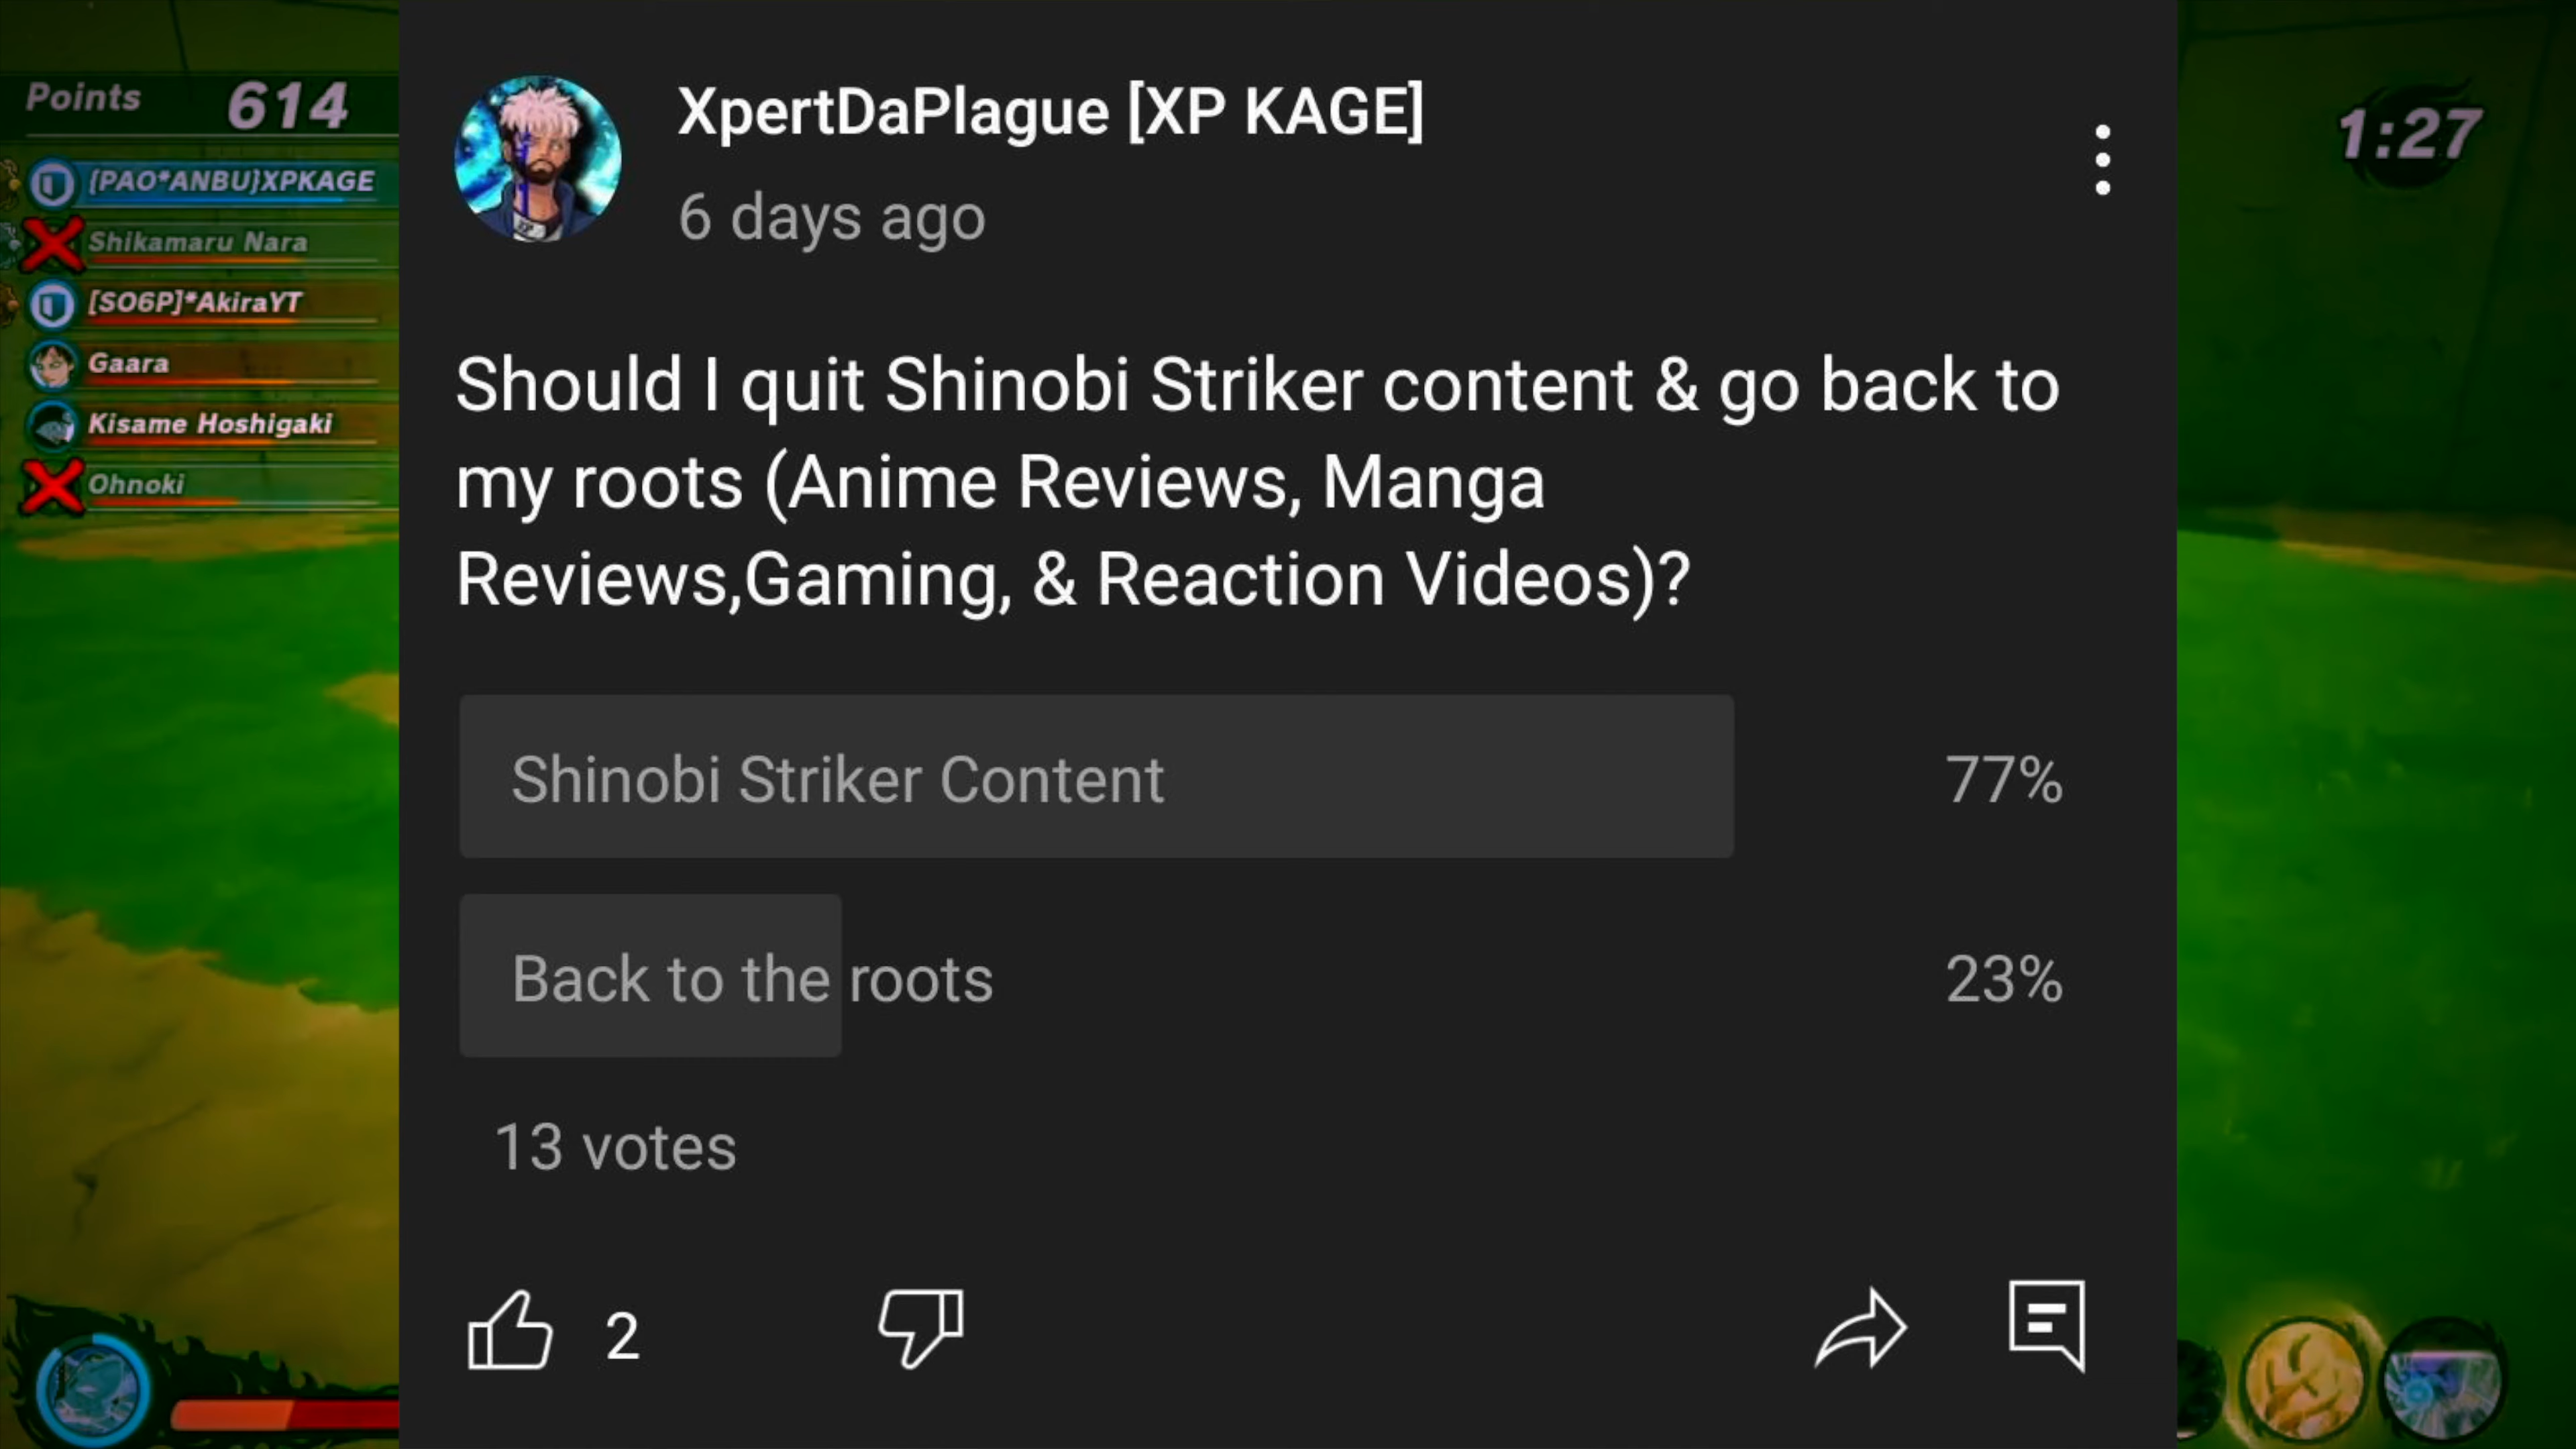 Points 614
{PAO*ANBU}XPKAGE
Shikamaru Nara
[SO6P]*AkiraYT
Gaara
Kisame Hoshigaki
Ohnoki
XpertDaPlague [XP KAGE]
6 days ago
Should I quit Shinobi Striker content & go back to
my roots (Anime Reviews, Manga
Reviews,Gaming, & Reaction Videos)?
Shinobi Striker Content 77%
Back to the roots 23%
13 votes
2
1:27